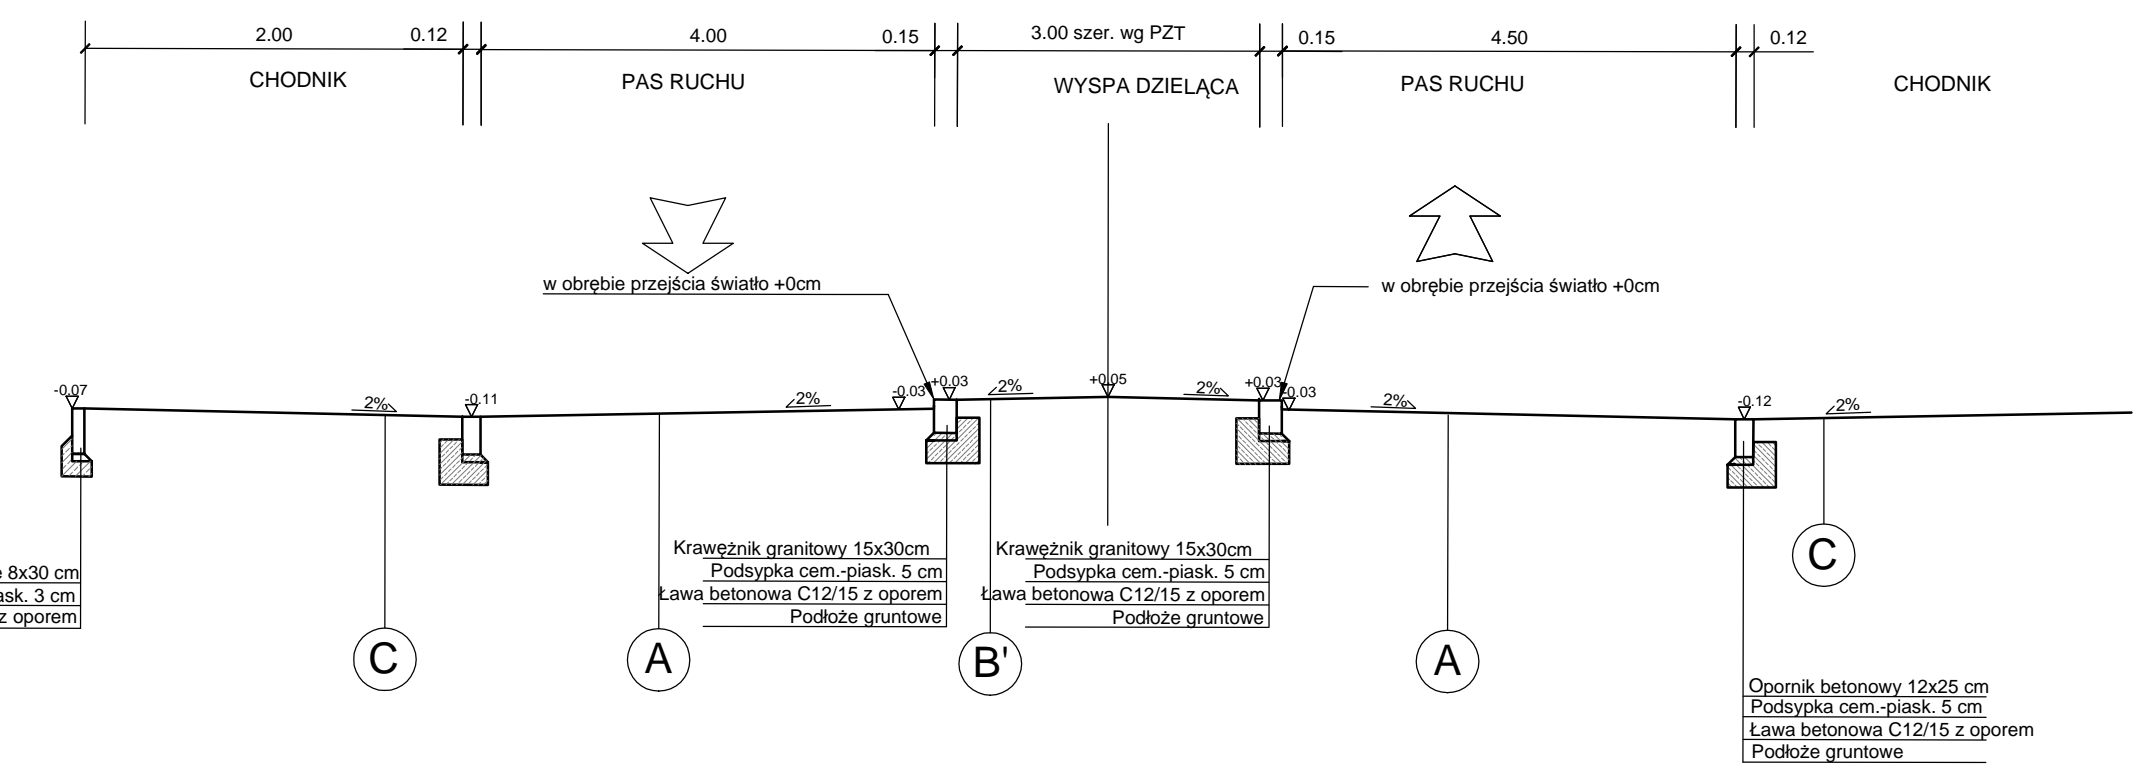 2.00
0.12
4.00
0.15
3.00 szer. wg PZT
0.15
4.50
0.12
CHODNIK
PAS RUCHU
WYSPA DZIELĄCA
PAS RUCHU
CHODNIK
w obrębie przejścia światło +0cm
w obrębie przejścia światło +0cm
-0.07
2%
-0.11
2%
-0.03
+0.03
2%
+0.05
2%
+0.03
-0.03
2%
-0.12
2%
Krawężnik granitowy 15x30cm
Podsypka cem.-piask. 5 cm
Ława betonowa C12/15 z oporem
Podłoże gruntowe
Krawężnik granitowy 15x30cm
Podsypka cem.-piask. 5 cm
Ława betonowa C12/15 z oporem
Podłoże gruntowe
8x30 cm
3 cm
z oporem
C
A
B'
A
C
Opornik betonowy 12x25 cm
Podsypka cem.-piask. 5 cm
Ława betonowa C12/15 z oporem
Podłoże gruntowe